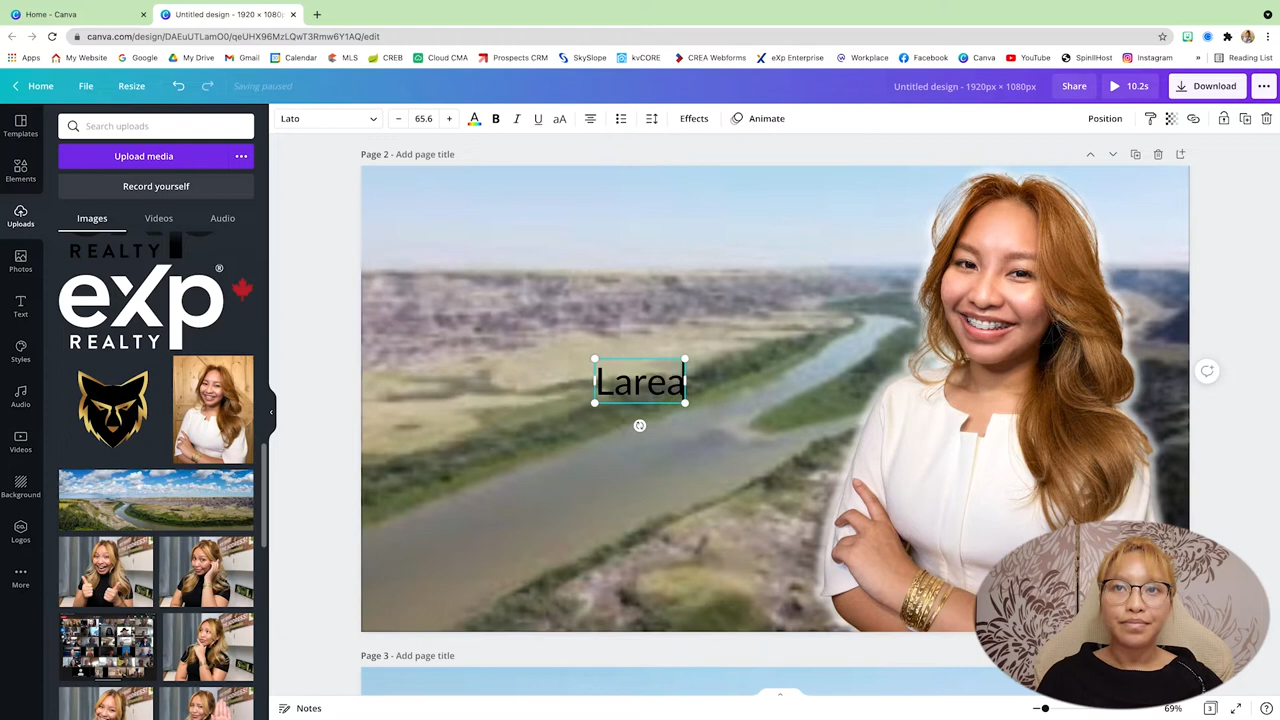 Home - Canva
Untitled design - 1920 × 1080p
canva.com/design/DAEuUTLamO0/qeUHX96MzLQwT3Rmw6Y1AQ/edit
Apps My Website Google My Drive Gmail Calendar MLS CREB Cloud CMA Prospects CRM SkySlope kvCORE CREA Webforms eXp Enterprise Workplace Facebook Canva YouTube SpinIIHost Instagram » Reading List
Home File Resize Saving paused Untitled design - 1920px × 1080px Share 10.2s Download
Templates
Elements
Uploads
Photos
Text
Styles
Audio
Videos
Background
Logos
More
Search uploads
Upload media
Record yourself
Images Videos Audio
REALTY
eXp®
REALTY
Lato – 65.6 + A B I U aA Effects Animate Position
Page 2 - Add page title
Larea
Page 3 - Add page title
Notes 69% 3